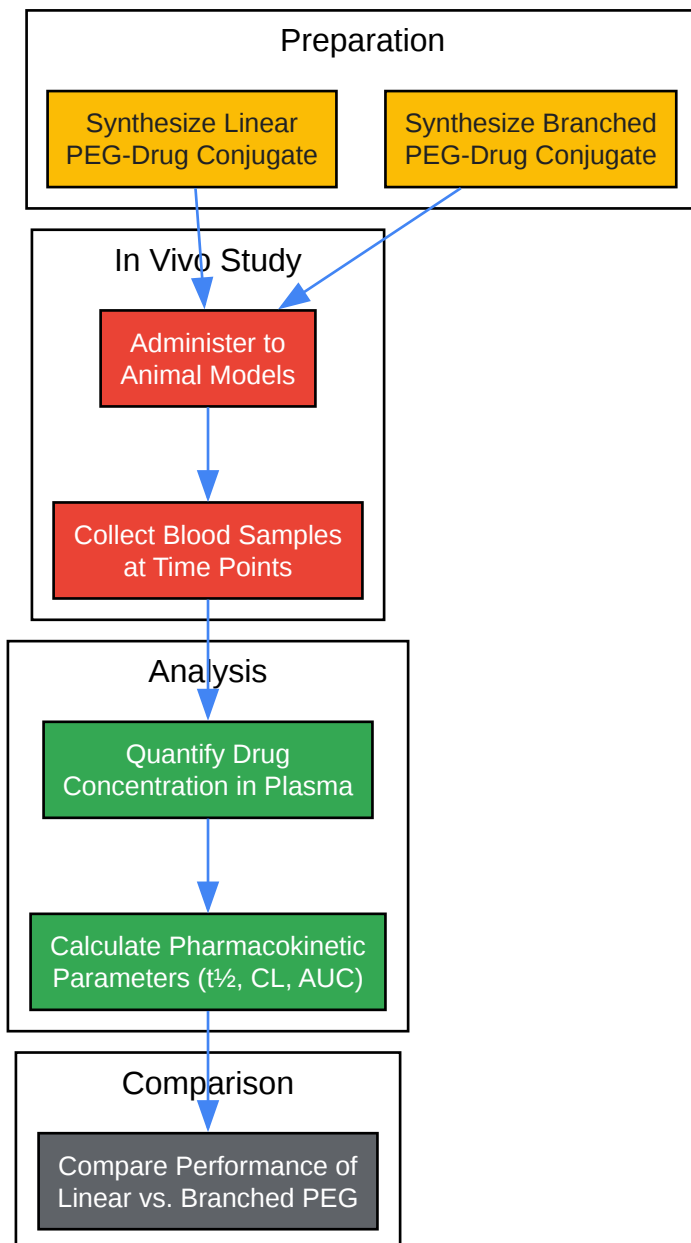 Preparation
Synthesize Linear
PEG-Drug Conjugate
Synthesize Branched
PEG-Drug Conjugate
In Vivo Study
Administer to
Animal Models
Collect Blood Samples
at Time Points
Analysis
Quantify Drug
Concentration in Plasma
Calculate Pharmacokinetic
Parameters (t½, CL, AUC)
Comparison
Compare Performance of
Linear vs. Branched PEG